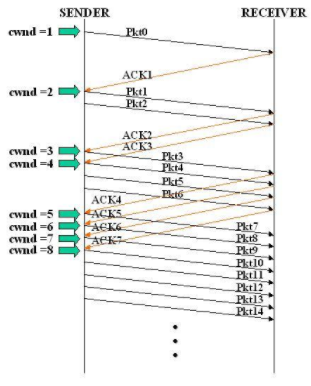 SENDER RECEIVER
cwnd =1 Pkt0
ACK1
cwnd =2 Pkt1
Pkt2
ACK2
ACK3
cwnd =3 Pkt3
cwnd =4 Pkt4
Pkt5
Pkt6
ACK4
cwnd =5 ACK5
cwnd =6 ACK6 Pkt7
cwnd =7 ACK7 Pkt8
cwnd =8 Pkt9
Pkt10
Pkt11
Pkt12
Pkt13
Pkt14